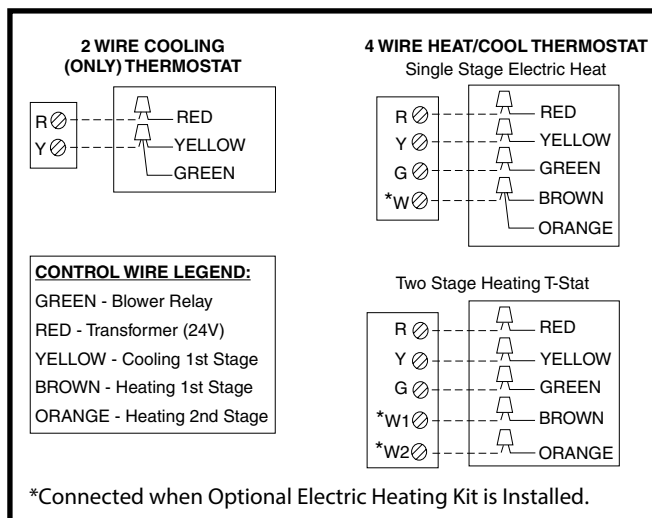 2 WIRE COOLING
(ONLY) THERMOSTAT
R
Y
RED
YELLOW
GREEN
CONTROL WIRE LEGEND:
GREEN - Blower Relay
RED - Transformer (24V)
YELLOW - Cooling 1st Stage
BROWN - Heating 1st Stage
ORANGE - Heating 2nd Stage
4 WIRE HEAT/COOL THERMOSTAT
Single Stage Electric Heat
R
Y
G
*W
RED
YELLOW
GREEN
BROWN
ORANGE
Two Stage Heating T-Stat
R
Y
G
*W1
*W2
RED
YELLOW
GREEN
BROWN
ORANGE
*Connected when Optional Electric Heating Kit is Installed.